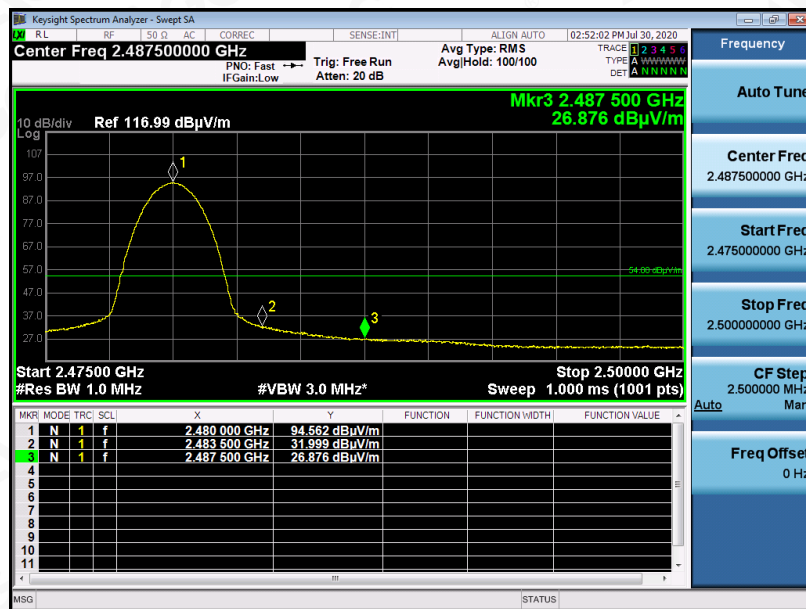 Keysight Spectrum Analyzer - Swept SA
LXI RL RF 50 Ω AC CORREC SENSE:INT ALIGN AUTO 02:52:02 PM Jul 30, 2020
Center Freq 2.487500000 GHz
PNO: Fast
IFGain:Low
Trig: Free Run
Atten: 20 dB
Avg Type: RMS
Avg|Hold: 100/100
TRACE 1 2 3 4 5 6
TYPE A WWWWW
DET A N N N N N
Mkr3 2.487 500 GHz
26.876 dBµV/m
10 dB/div Ref 116.99 dBµV/m
Log
107
97.0
87.0
77.0
67.0
57.0
47.0
37.0
27.0
1
2
3
54.00 dBµV/m
Start 2.47500 GHz Stop 2.50000 GHz
#Res BW 1.0 MHz #VBW 3.0 MHz* Sweep 1.000 ms (1001 pts)
MKR MODE TRC SCL X Y FUNCTION FUNCTION WIDTH FUNCTION VALUE
1 N 1 f 2.480 000 GHz 94.562 dBµV/m
2 N 1 f 2.483 500 GHz 31.999 dBµV/m
3 N 1 f 2.487 500 GHz 26.876 dBµV/m
4
5
6
7
8
9
10
11
MSG STATUS
Frequency
Auto Tune
Center Freq
2.487500000 GHz
Start Freq
2.475000000 GHz
Stop Freq
2.500000000 GHz
CF Step
2.500000 MHz
Auto Man
Freq Offset
0 Hz